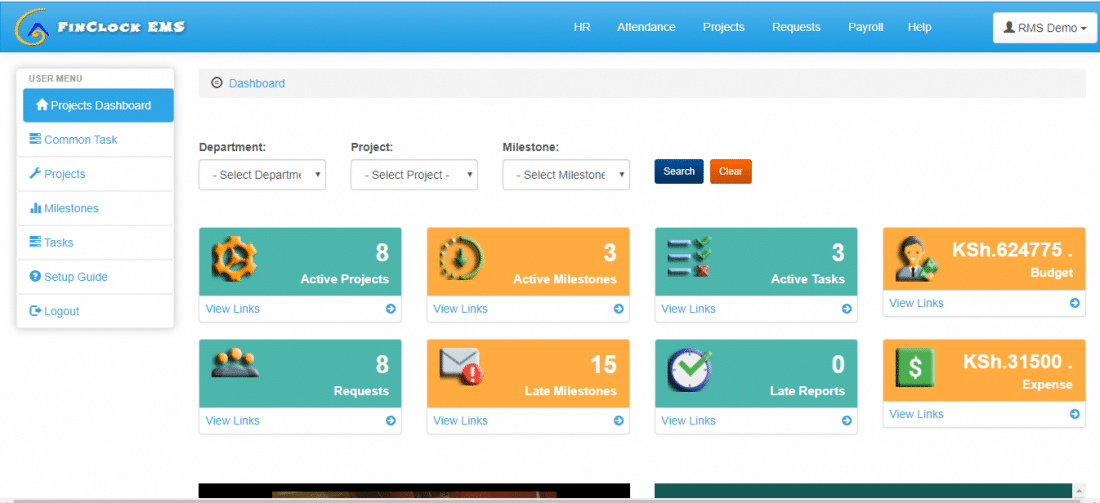 FinClock EMS
HR Attendance Projects Requests Payroll Help RMS Demo
USER MENU
Projects Dashboard
Common Task
Projects
Milestones
Tasks
Setup Guide
Logout
Dashboard
Department: Project: Milestone:
- Select Departme - Select Project - - Select Milestone Search Clear
8
Active Projects
View Links
3
Active Milestones
View Links
3
Active Tasks
View Links
KSh.624775 .
Budget
View Links
8
Requests
View Links
15
Late Milestones
View Links
0
Late Reports
View Links
KSh.31500 .
Expense
View Links